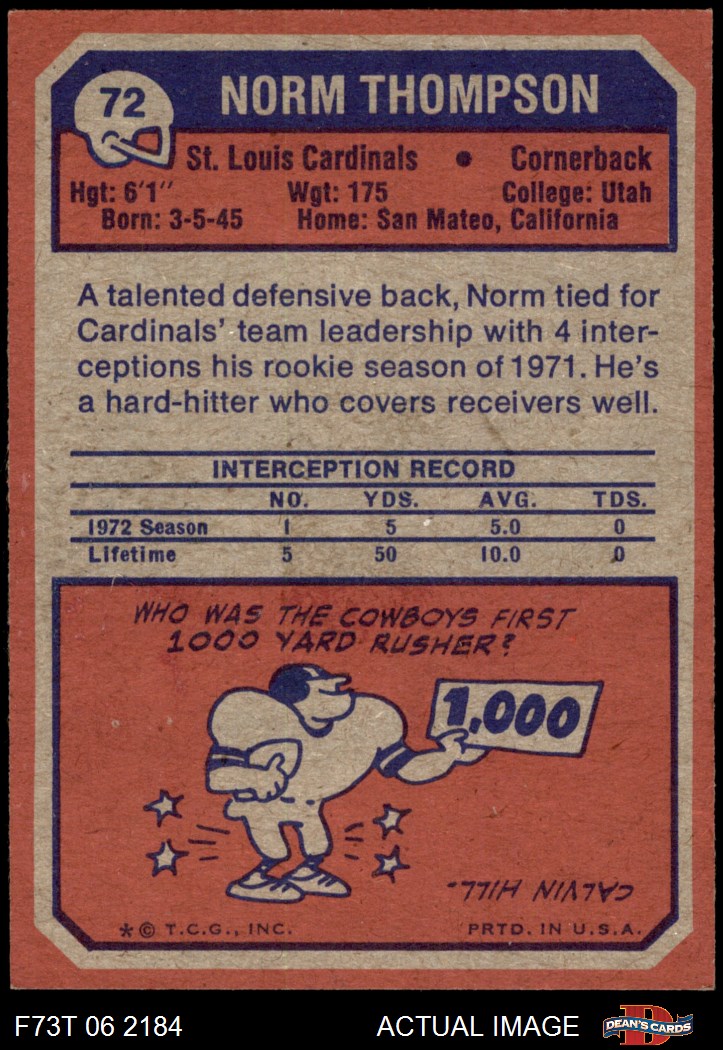 72
NORM THOMPSON
St. Louis Cardinals • Cornerback
Hgt: 6'1" Wgt: 175 College: Utah
Born: 3-5-45 Home: San Mateo, California
A talented defensive back, Norm tied for
Cardinals' team leadership with 4 inter-
ceptions his rookie season of 1971. He's
a hard-hitter who covers receivers well.
INTERCEPTION RECORD
NO. YDS. AVG. TDS.
1972 Season 1 5 5.0 0
Lifetime 5 50 10.0 0
WHO WAS THE COWBOYS FIRST
1000 YARD RUSHER?
1,000
CALVIN HILL.
*© T.C.G., INC. PRTD. IN U.S.A.
F73T 06 2184 ACTUAL IMAGE D DEAN'S CARDS